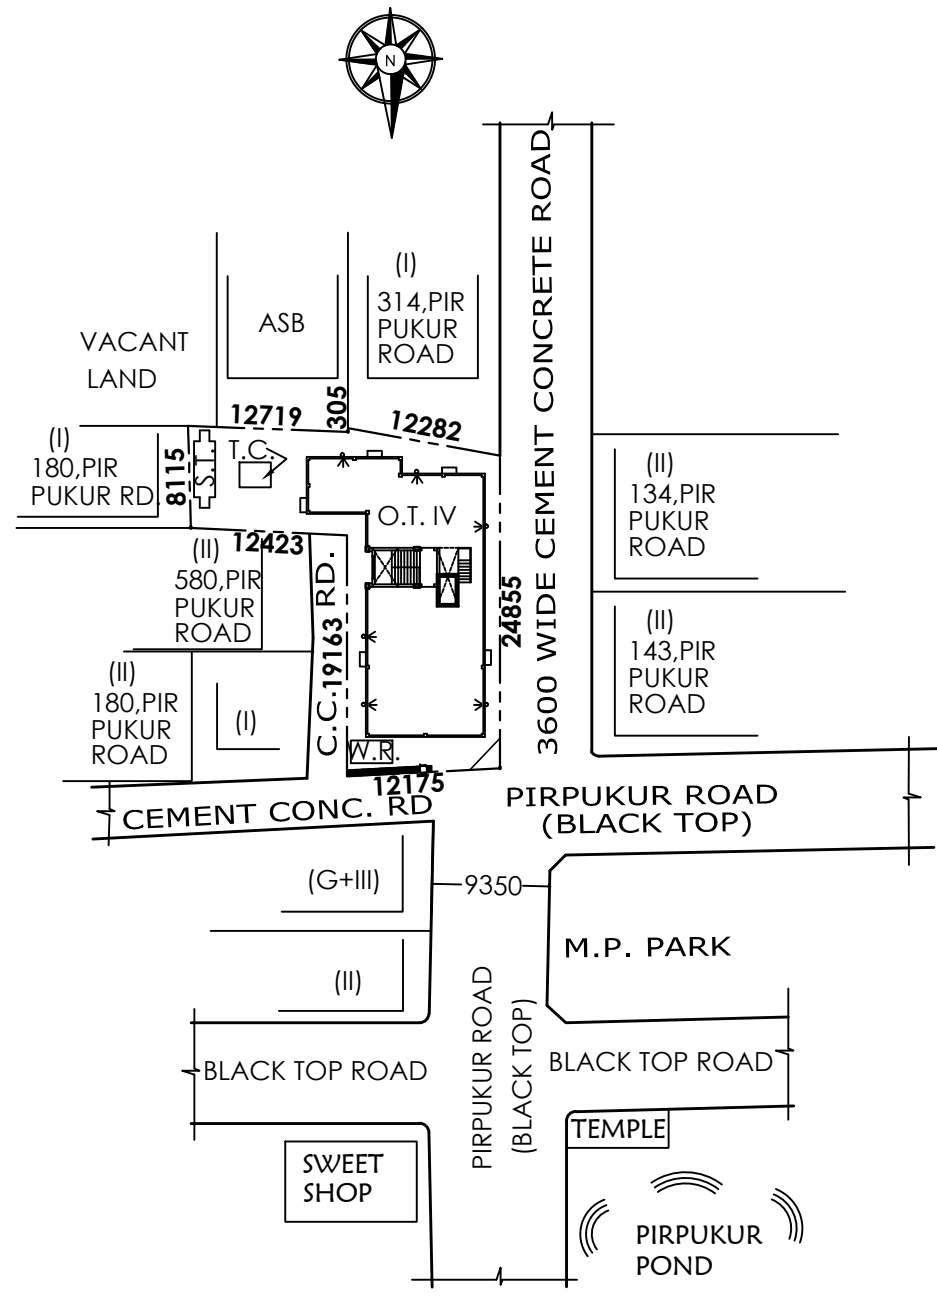 N
3600 WIDE CEMENT CONCRETE ROAD
(I)
314,PIR
PUKUR
ROAD
ASB
VACANT
LAND
305
12719
12282
(I)
180,PIR
PUKUR RD.
8115
S.T.
T.C.
O.T. IV
(II)
134,PIR
PUKUR
ROAD
12423
(II)
580,PIR
PUKUR
ROAD
C.C.
19163
RD.
24855
(II)
143,PIR
PUKUR
ROAD
(II)
180,PIR
PUKUR
ROAD
(I)
W.R.
12175
CEMENT CONC. RD
PIRPUKUR ROAD
(BLACK TOP)
(G+III)
9350
M.P. PARK
(II)
PIRPUKUR ROAD
(BLACK TOP)
BLACK TOP ROAD
BLACK TOP ROAD
TEMPLE
SWEET
SHOP
PIRPUKUR
POND